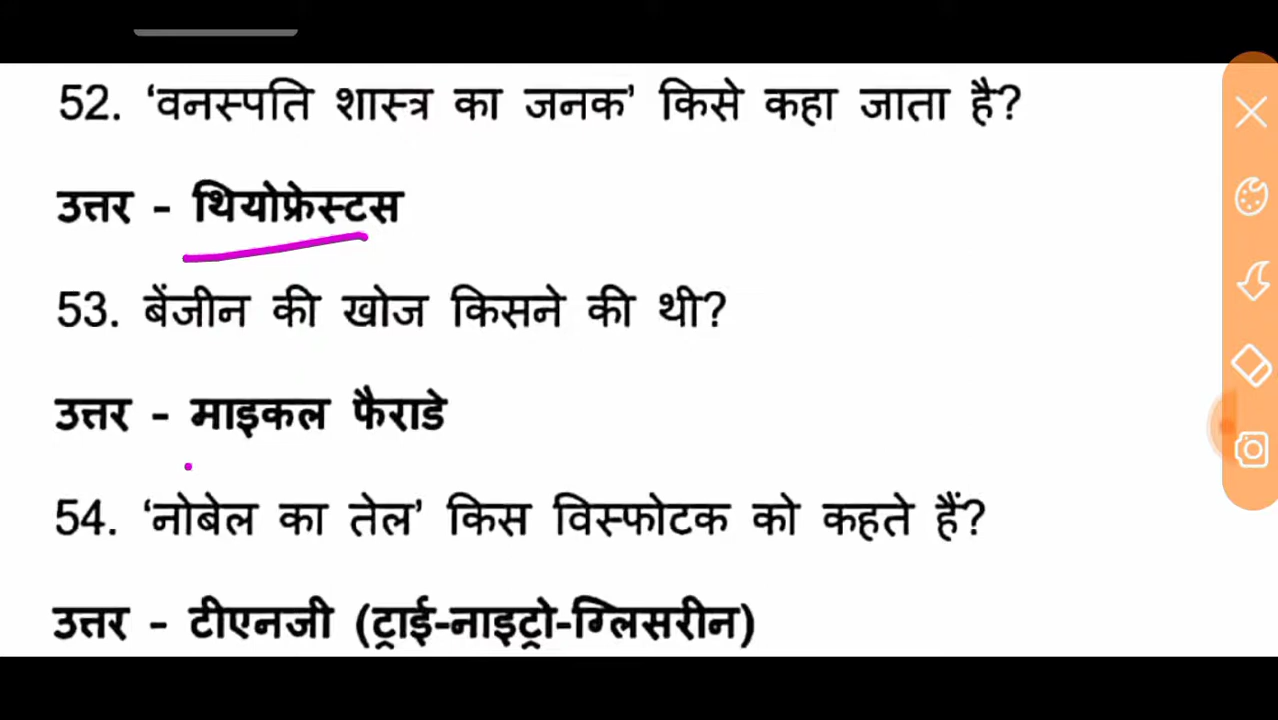 52. ‘वनस्पति शास्त्र का जनक’ किसे कहा जाता है?
उत्तर - थियोफ्रेस्टस
53. बेंजीन की खोज किसने की थी?
उत्तर - माइकल फैराडे
54. ‘नोबेल का तेल’ किस विस्फोटक को कहते हैं?
उत्तर - टीएनजी (ट्राई-नाइट्रो-ग्लिसरीन)